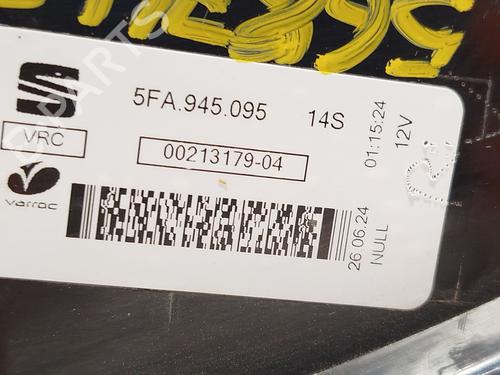 5FA.945.095 14S
VRC
00213179-04
varroc
01:15:24
12V
26.06.24
NULL